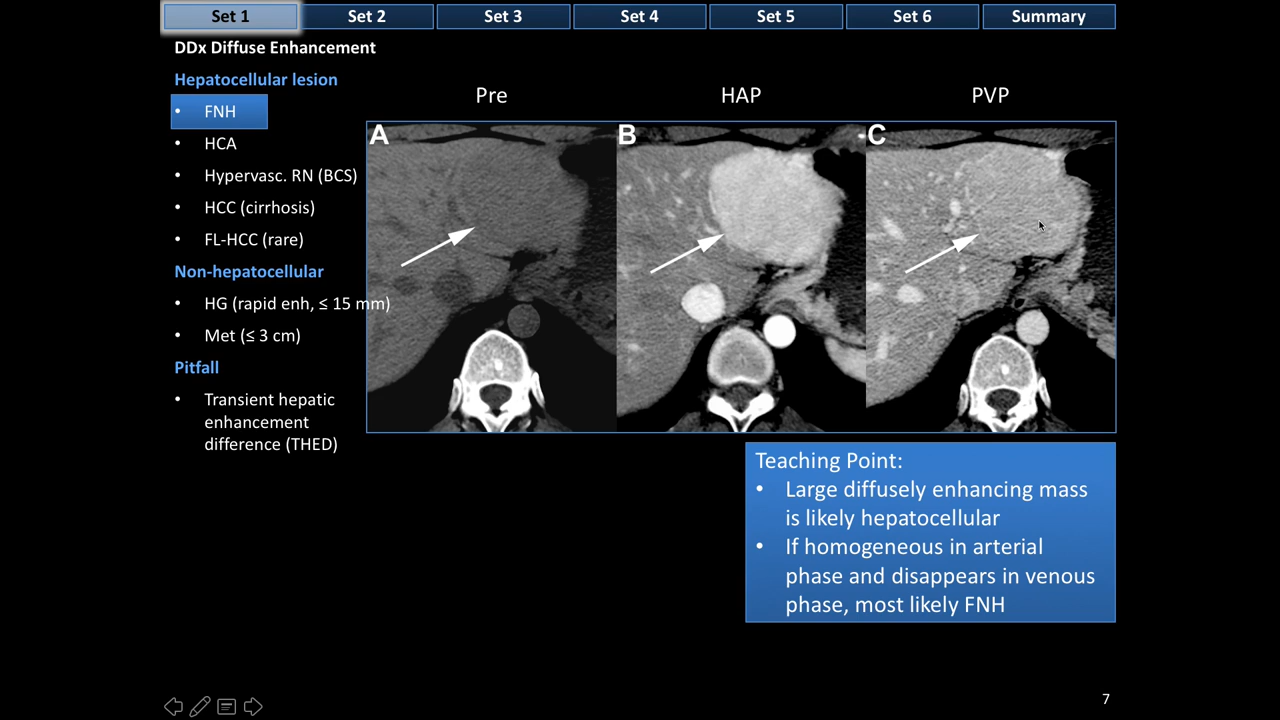 Set 1
Set 2
Set 3
Set 4
Set 5
Set 6
Summary
DDx Diffuse Enhancement
Hepatocellular lesion
• FNH
• HCA
• Hypervasc. RN (BCS)
• HCC (cirrhosis)
• FL-HCC (rare)
Non-hepatocellular
• HG (rapid enh, ≤ 15 mm)
• Met (≤ 3 cm)
Pitfall
• Transient hepatic
enhancement
difference (THED)
Pre
HAP
PVP
A
B
C
Teaching Point:
• Large diffusely enhancing mass
is likely hepatocellular
• If homogeneous in arterial
phase and disappears in venous
phase, most likely FNH
7